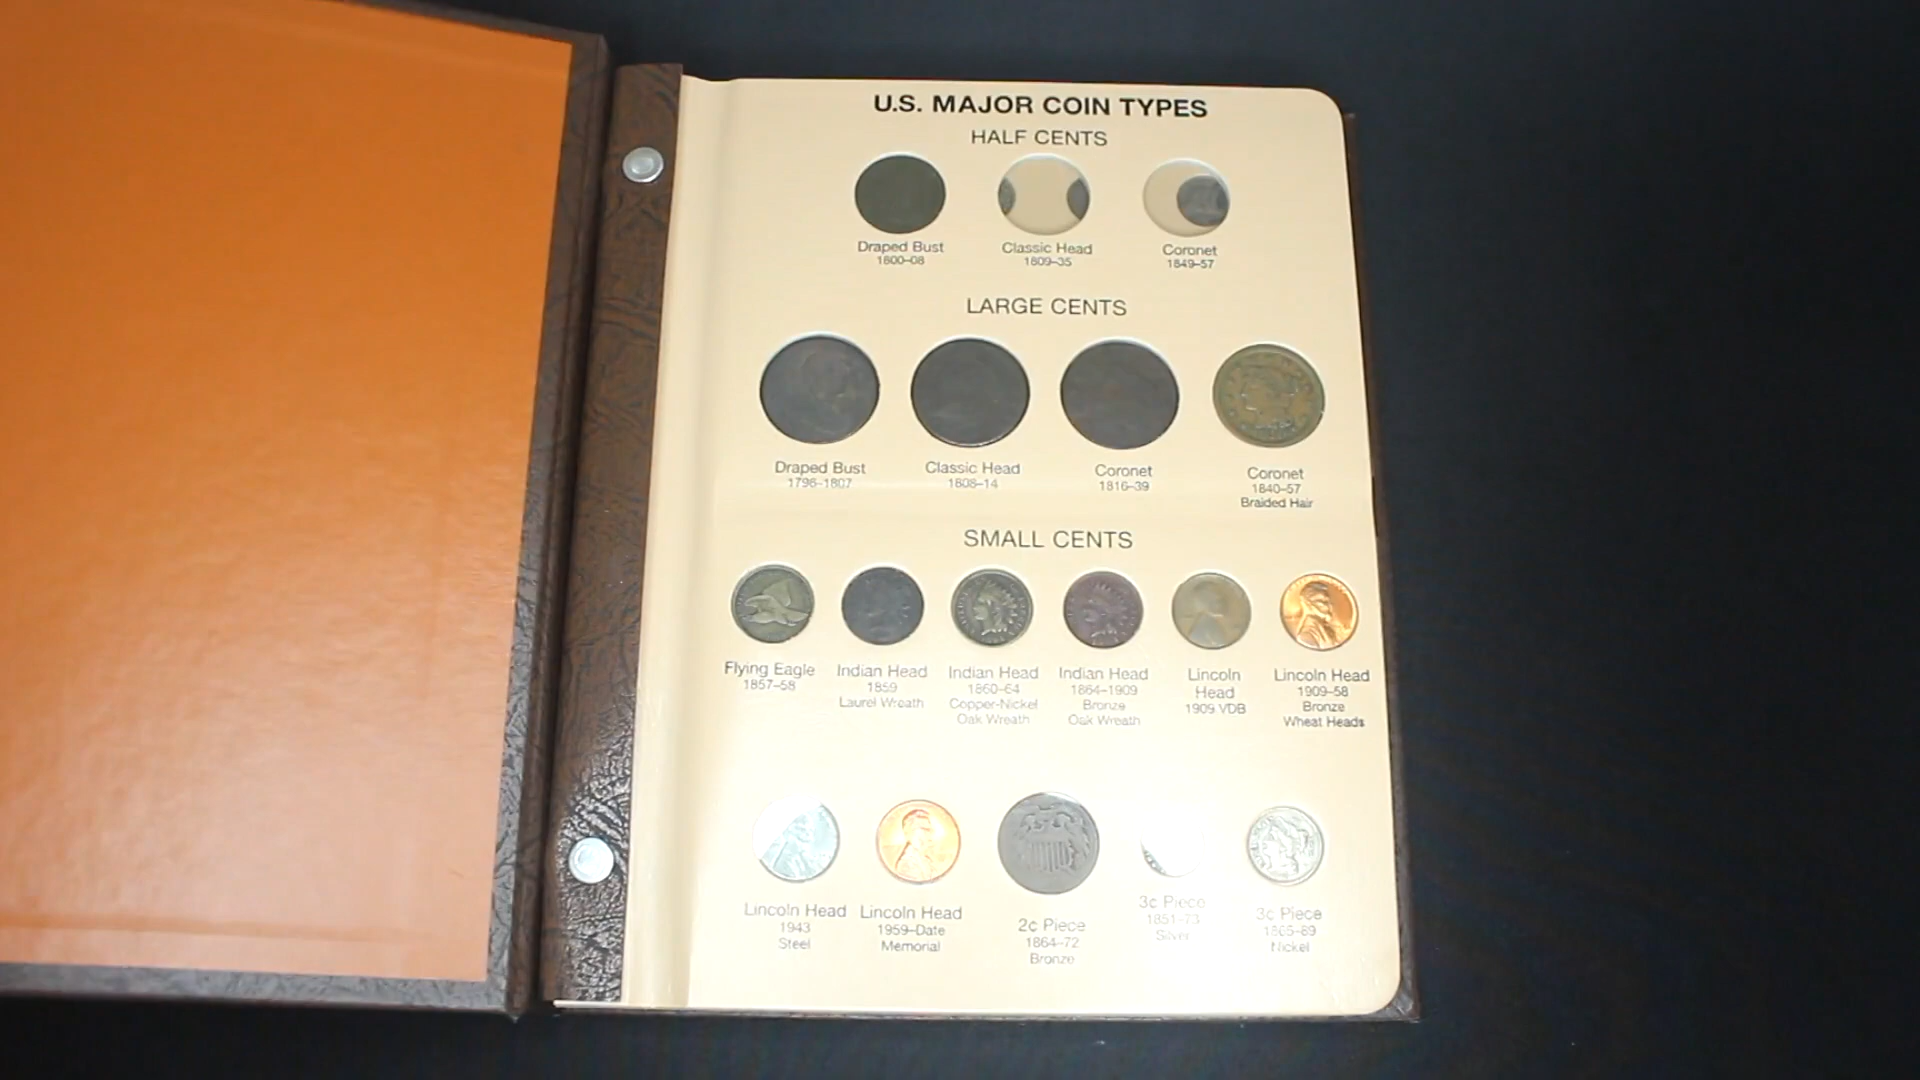 U.S. MAJOR COIN TYPES
HALF CENTS
Draped Bust
1800–08
Classic Head
1809–35
Coronet
1849–57
LARGE CENTS
Draped Bust
1796–1807
Classic Head
1808–14
Coronet
1816–39
Coronet
1840–57
Braided Hair
SMALL CENTS
Flying Eagle
1857–58
Indian Head
1859
Laurel Wreath
Indian Head
1860–64
Copper-Nickel
Oak Wreath
Indian Head
1864–1909
Bronze
Oak Wreath
Lincoln
Head
1909 VDB
Lincoln Head
1909–58
Bronze
Wheat Heads
Lincoln Head
1943
Steel
Lincoln Head
1959–Date
Memorial
2c Piece
1864–72
Bronze
3c Piece
1851–73
Silver
3c Piece
1865–89
Nickel